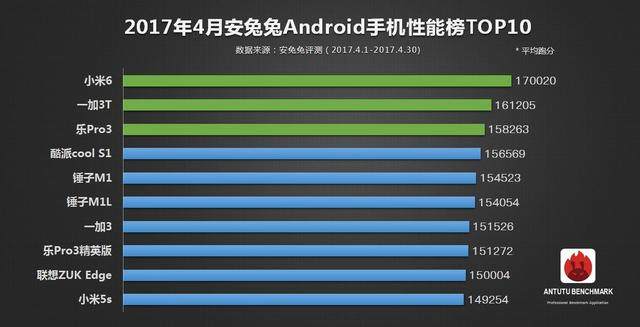 2017年4月安兔兔Android手机性能榜TOP10
数据来源：安兔兔评测（2017.4.1-2017.4.30)
* 平均跑分
小米6 170020
一加3T 161205
乐Pro3 158263
酷派cool S1 156569
锤子M1 154523
锤子M1L 154054
一加3 151526
乐Pro3精英版 151272
联想ZUK Edge 150004
小米5s 149254
ANTUTU BENCHMARK
Professional Benchmark Application